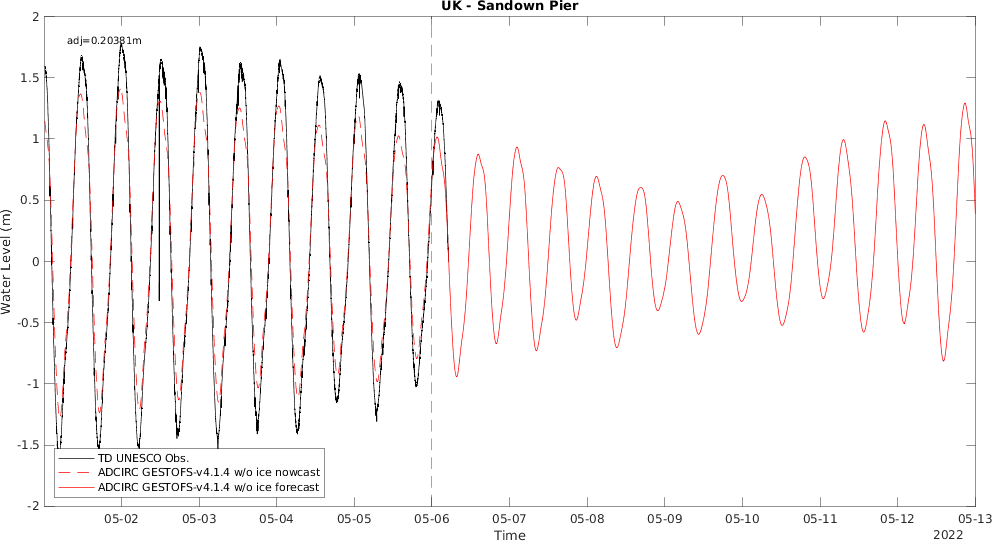 UK - Sandown Pier
adj=0.20381m
2
1.5
1
0.5
0
-0.5
-1
-1.5
-2
Water Level (m)
TD UNESCO Obs.
ADCIRC GESTOFS-v4.1.4 w/o ice nowcast
ADCIRC GESTOFS-v4.1.4 w/o ice forecast
05-02 05-03 05-04 05-05 05-06 05-07 05-08 05-09 05-10 05-11 05-12 05-13
Time
2022